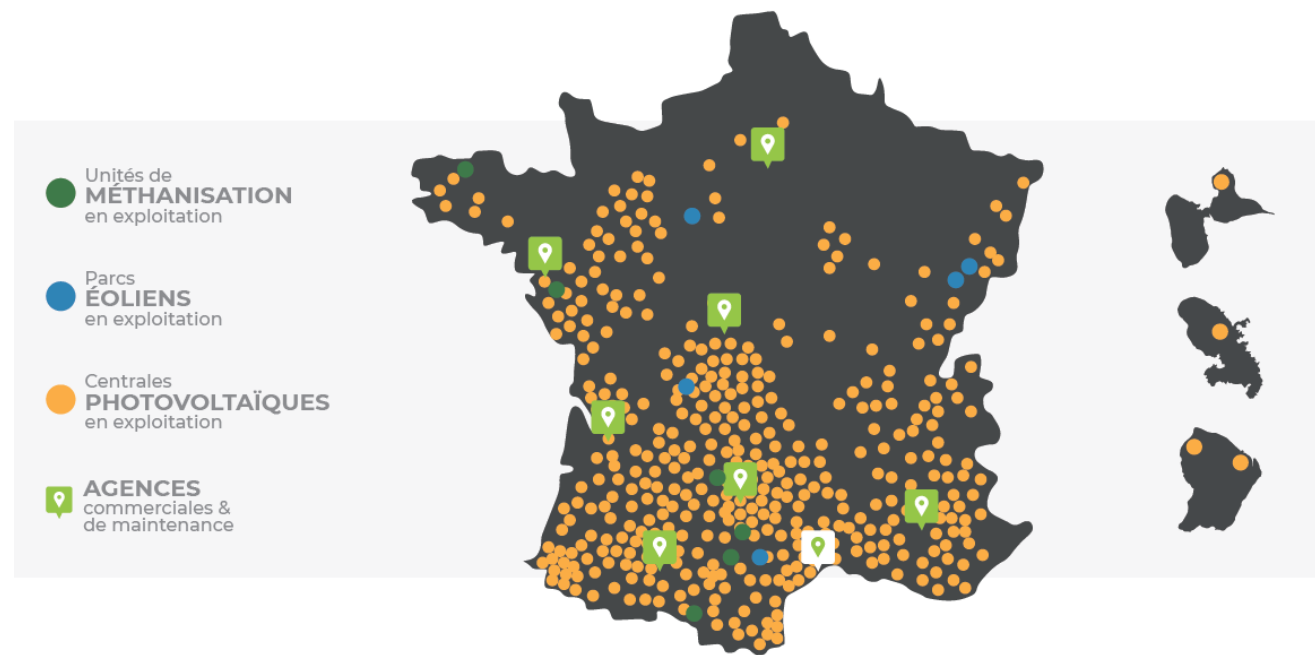 Unités de
MÉTHANISATION
en exploitation
Parcs
ÉOLIENS
en exploitation
Centrales
PHOTOVOLTAÏQUES
en exploitation
AGENCES
commerciales &
de maintenance